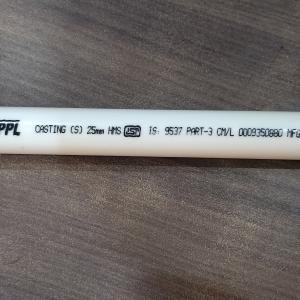 PPL CASTING (S) 25mm HMS ISI IS: 9537 PART-3 CM/L 0009350880 MFG